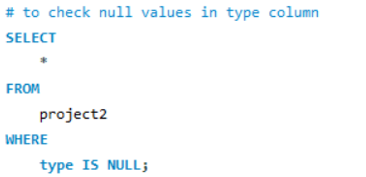 # to check null values in type column
SELECT
*
FROM
project2
WHERE
type IS NULL;